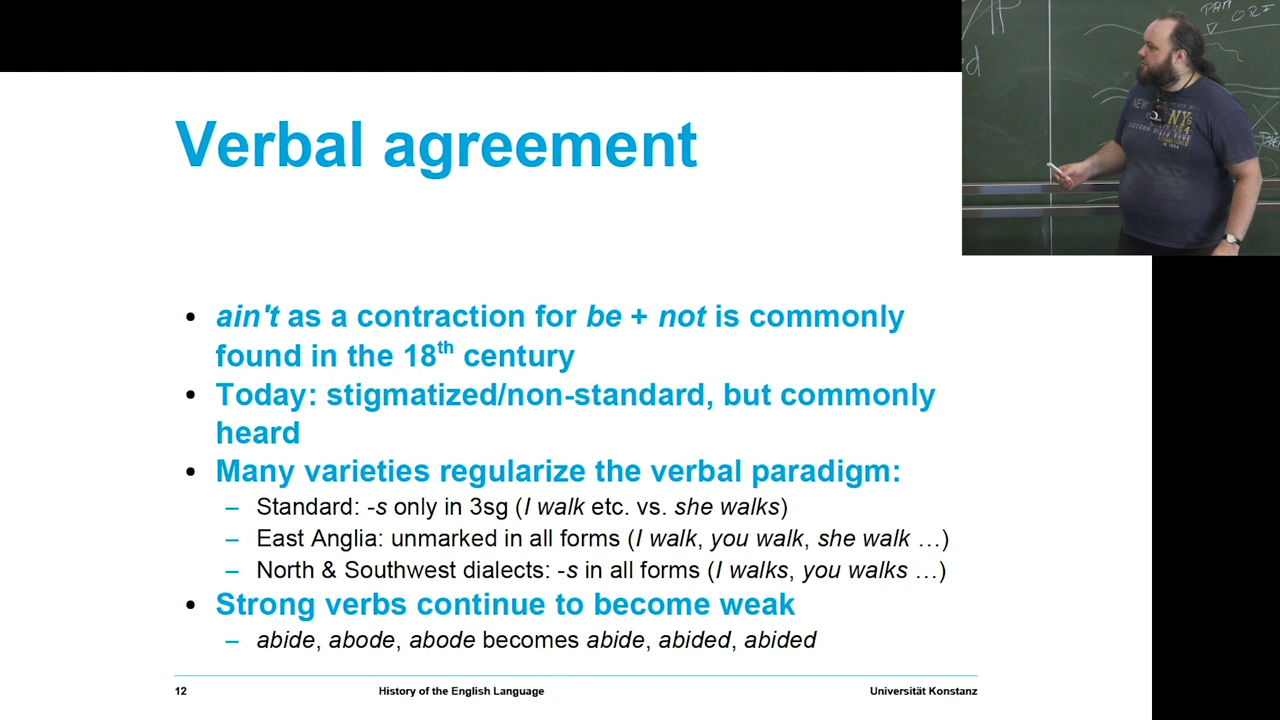 Verbal agreement
• ain't as a contraction for be + not is commonly
found in the 18th century
• Today: stigmatized/non-standard, but commonly
heard
• Many varieties regularize the verbal paradigm:
– Standard: -s only in 3sg (I walk etc. vs. she walks)
– East Anglia: unmarked in all forms (I walk, you walk, she walk …)
– North & Southwest dialects: -s in all forms (I walks, you walks …)
• Strong verbs continue to become weak
– abide, abode, abode becomes abide, abided, abided
12 History of the English Language Universität Konstanz